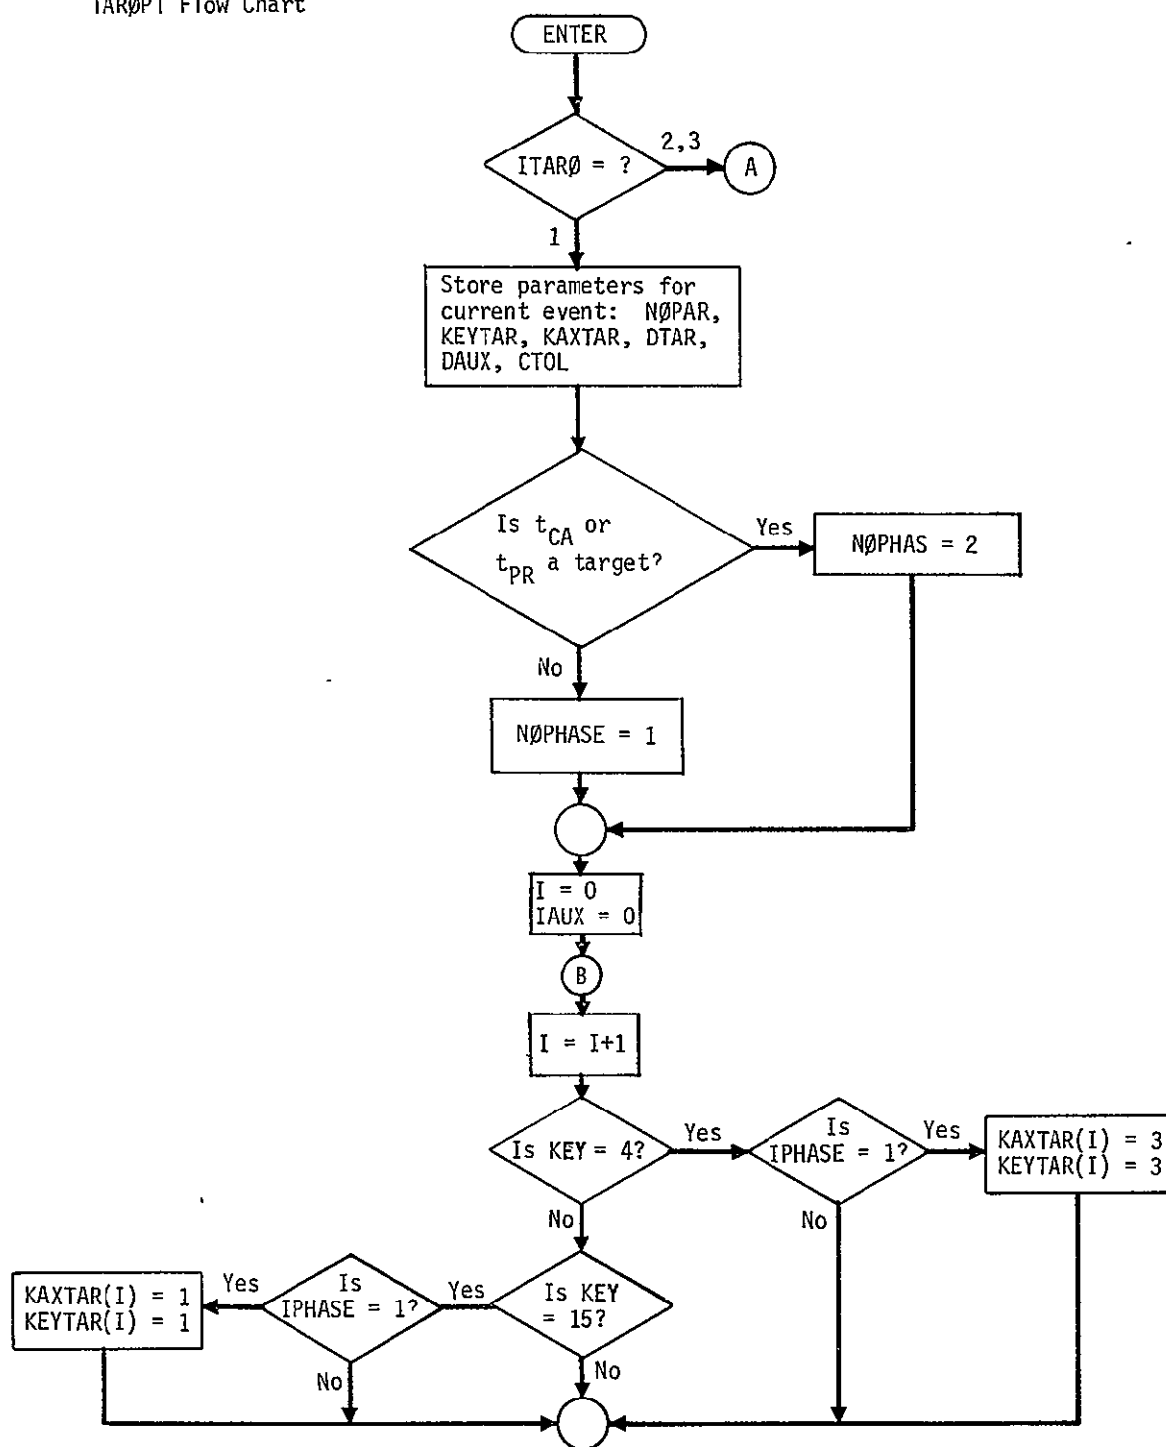 TARØPT Flow Chart
ENTER
ITARØ = ?
2,3
A
1
Store parameters for
current event: NØPAR,
KEYTAR, KAXTAR, DTAR,
DAUX, CTOL
Is tCA or
tPR a target?
Yes
NØPHAS = 2
No
NØPHASE = 1
I = 0
IAUX = 0
B
I = I+1
Is KEY = 4?
Yes
Is
IPHASE = 1?
Yes
KAXTAR(I) = 3
KEYTAR(I) = 3
No
No
KAXTAR(I) = 1
KEYTAR(I) = 1
Yes
Is
IPHASE = 1?
Yes
Is KEY
= 15?
No
No